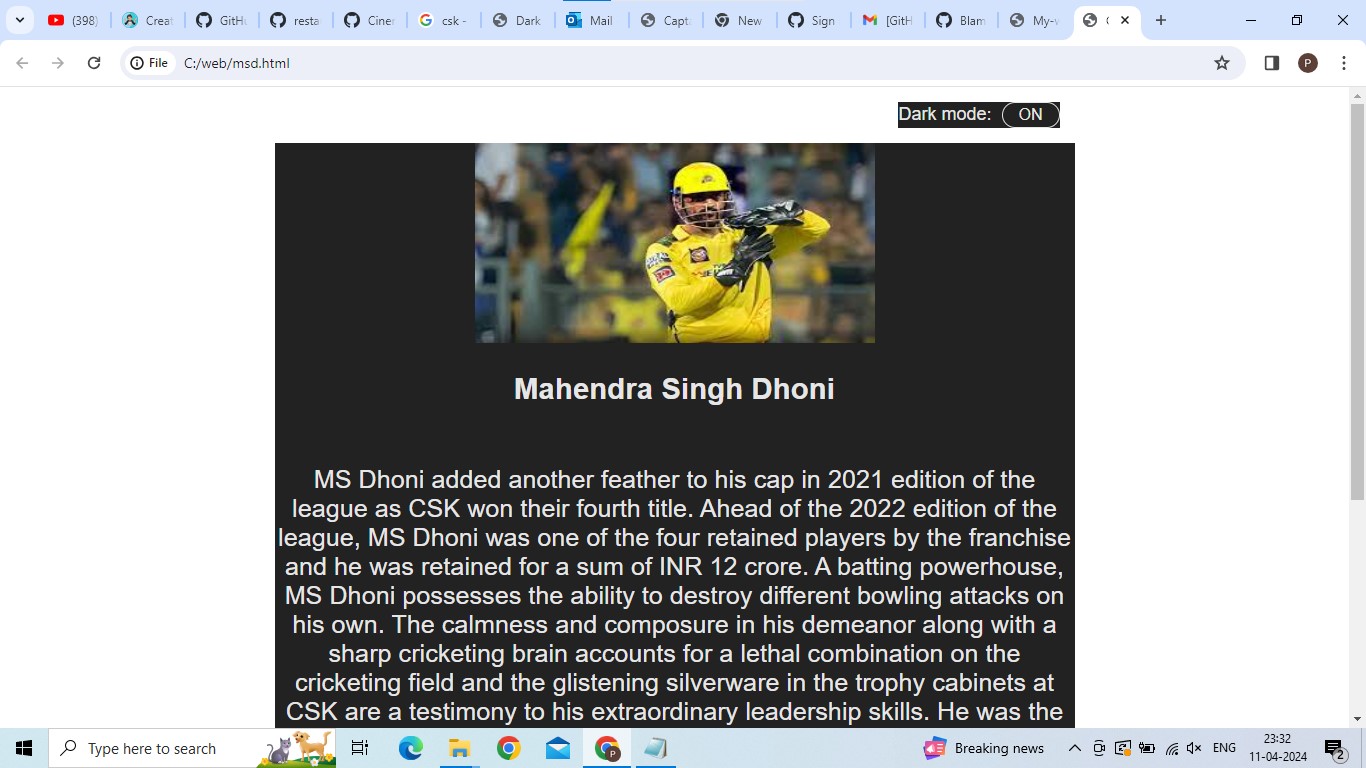 (398)
Creat
GitHu
resta
Ciner
csk -
Dark
Mail
Capta
New
Sign
[GitH
Blam
My-v
File
C:/web/msd.html
P
Dark mode: ON
Mahendra Singh Dhoni
MS Dhoni added another feather to his cap in 2021 edition of the
league as CSK won their fourth title. Ahead of the 2022 edition of the
league, MS Dhoni was one of the four retained players by the franchise
and he was retained for a sum of INR 12 crore. A batting powerhouse,
MS Dhoni possesses the ability to destroy different bowling attacks on
his own. The calmness and composure in his demeanor along with a
sharp cricketing brain accounts for a lethal combination on the
cricketing field and the glistening silverware in the trophy cabinets at
CSK are a testimony to his extraordinary leadership skills. He was the
Type here to search
Breaking news
ENG
23:32
11-04-2024
2